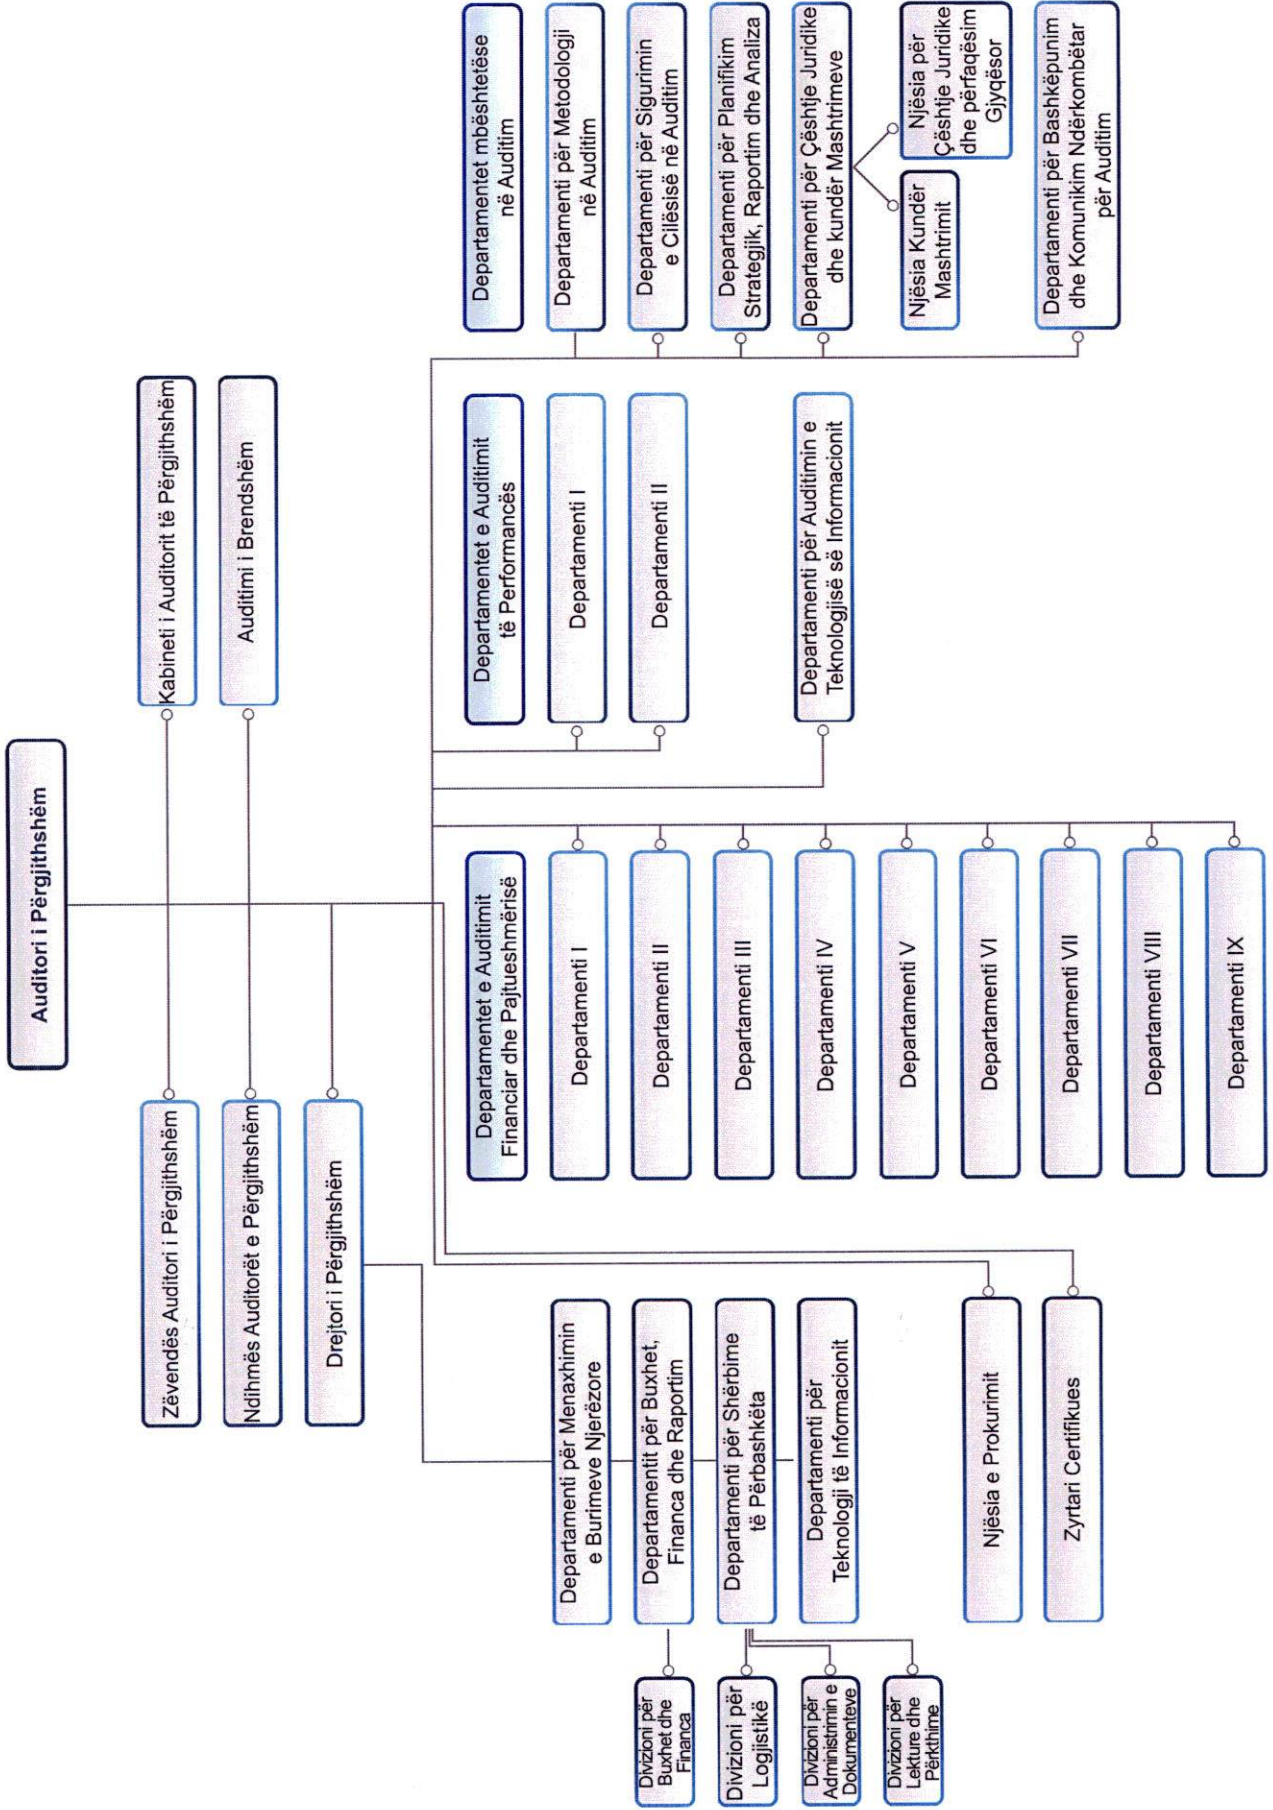 Auditori i Përgjithshëm
Zëvendës Auditori i Përgjithshëm
Kabineti i Auditorit të Përgjithshëm
Ndihmës Auditorët e Përgjithshëm
Auditimi i Brendshëm
Drejtori i Përgjithshëm
Departamenti për Menaxhimin
e Burimeve Njerëzore
Departamentit për Buxhet,
Financa dhe Raportim
Departamenti për Shërbime
të Përbashkëta
Departamenti për
Teknologji të Informacionit
Divizioni për
Buxhet dhe
Financa
Divizioni për
Logjistikë
Divizioni për
Administrimin e
Dokumenteve
Divizioni për
Lekture dhe
Përkthime
Njësia e Prokurimit
Zyrtari Certifikues
Departamentet e Auditimit
Financiar dhe Pajtueshmërisë
Departamenti I
Departamenti II
Departamenti III
Departamenti IV
Departamenti V
Departamenti VI
Departamenti VII
Departamenti VIII
Departamenti IX
Departamentet e Auditimit
të Performancës
Departamenti I
Departamenti II
Departamenti për Auditimin e
Teknologjisë së Informacionit
Departamentet mbështetëse
në Auditim
Departamenti për Metodologji
në Auditim
Departamenti për Sigurimin
e Cilësisë në Auditim
Departamenti për Planifikim
Strategjik, Raportim dhe Analiza
Departamenti për Çështje Juridike
dhe kundër Mashtrimeve
Njësia Kundër
Mashtrimit
Njësia për
Çështje Juridike
dhe përfaqësim
Gjyqësor
Departamenti për Bashkëpunim
dhe Komunikim Ndërkombëtar
për Auditim